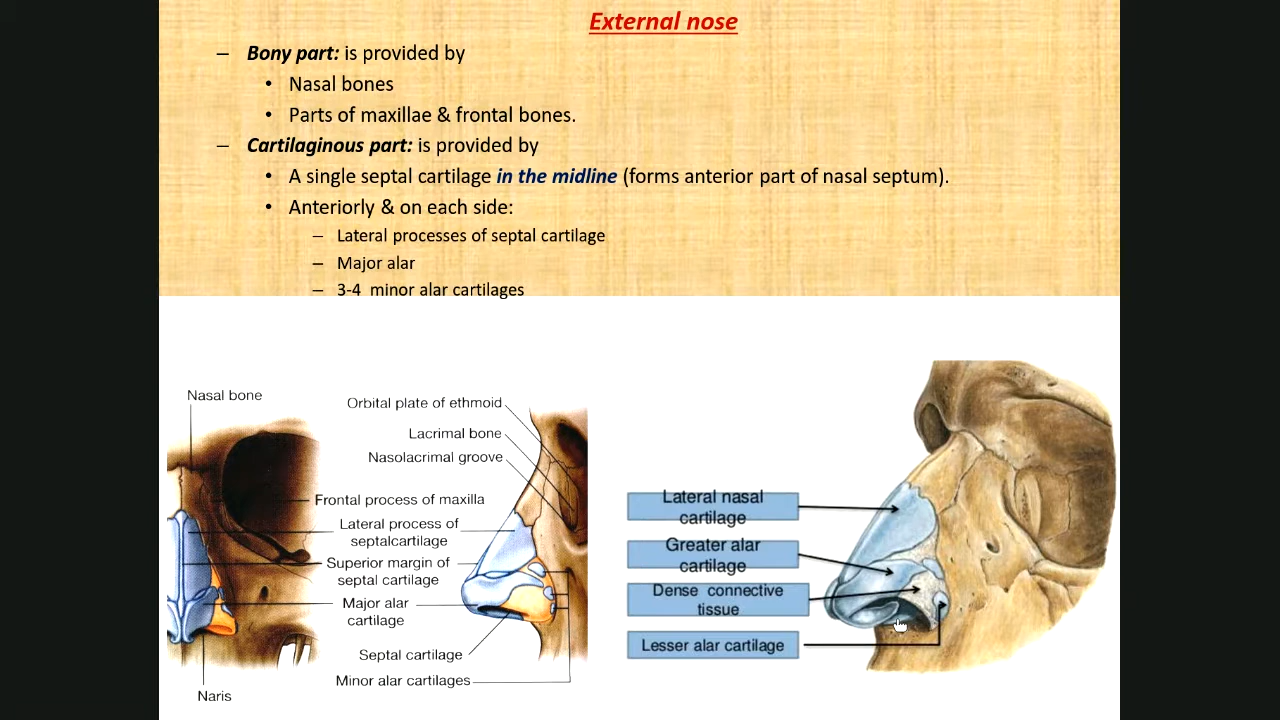 External nose
– Bony part: is provided by
• Nasal bones
• Parts of maxillae & frontal bones.
– Cartilaginous part: is provided by
• A single septal cartilage in the midline (forms anterior part of nasal septum).
• Anteriorly & on each side:
– Lateral processes of septal cartilage
– Major alar
– 3-4 minor alar cartilages
Nasal bone
Orbital plate of ethmoid
Lacrimal bone
Nasolacrimal groove
Frontal process of maxilla
Lateral process of
septalcartilage
Superior margin of
septal cartilage
Major alar
cartilage
Septal cartilage
Minor alar cartilages
Naris
Lateral nasal
cartilage
Greater alar
cartilage
Dense connective
tissue
Lesser alar cartilage